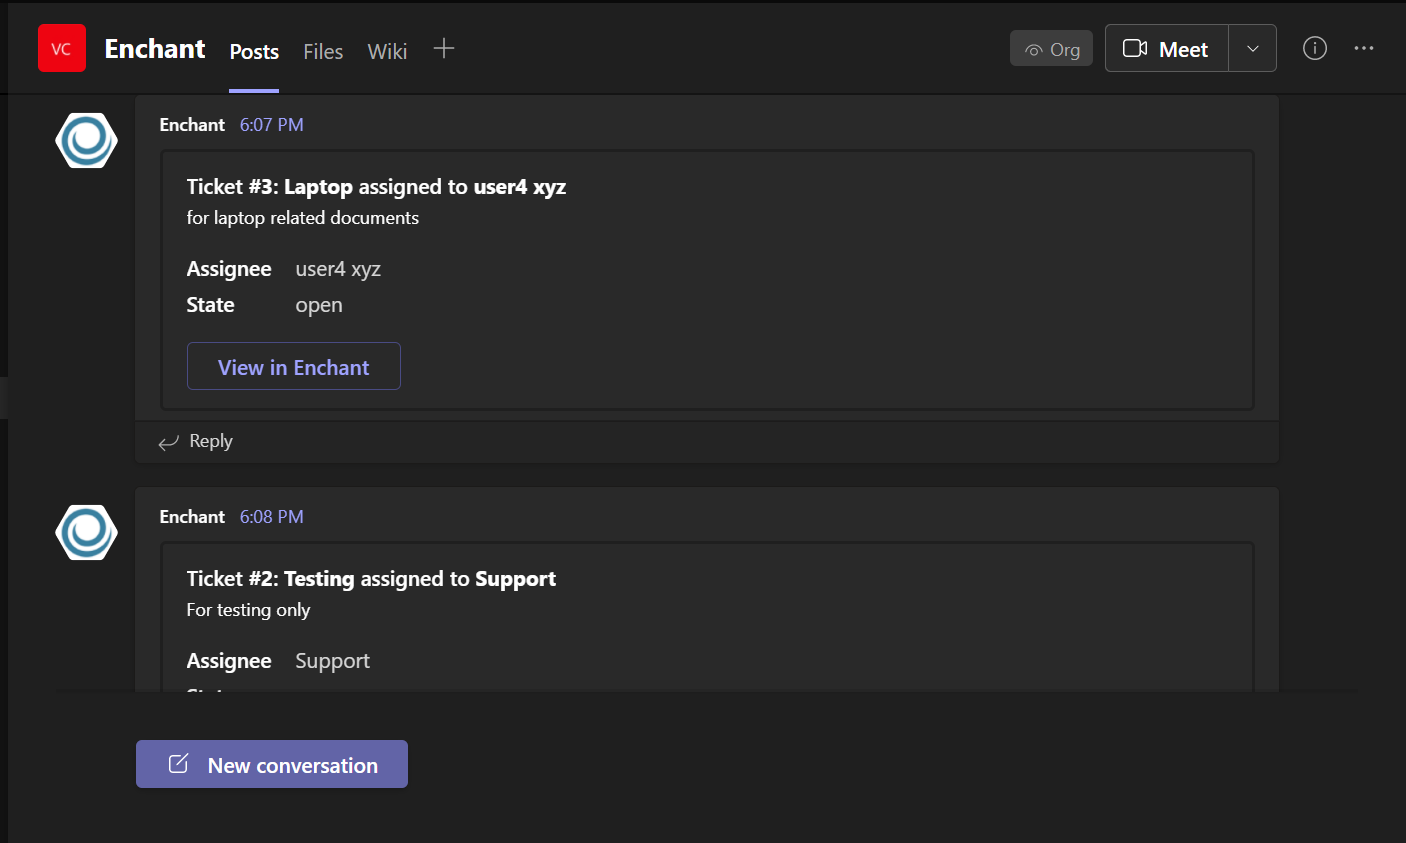 VC Enchant Posts Files Wiki Org Meet
Enchant 6:07 PM
Ticket #3: Laptop assigned to user4 xyz
for laptop related documents
Assignee user4 xyz
State open
View in Enchant
Reply
Enchant 6:08 PM
Ticket #2: Testing assigned to Support
For testing only
Assignee Support
New conversation